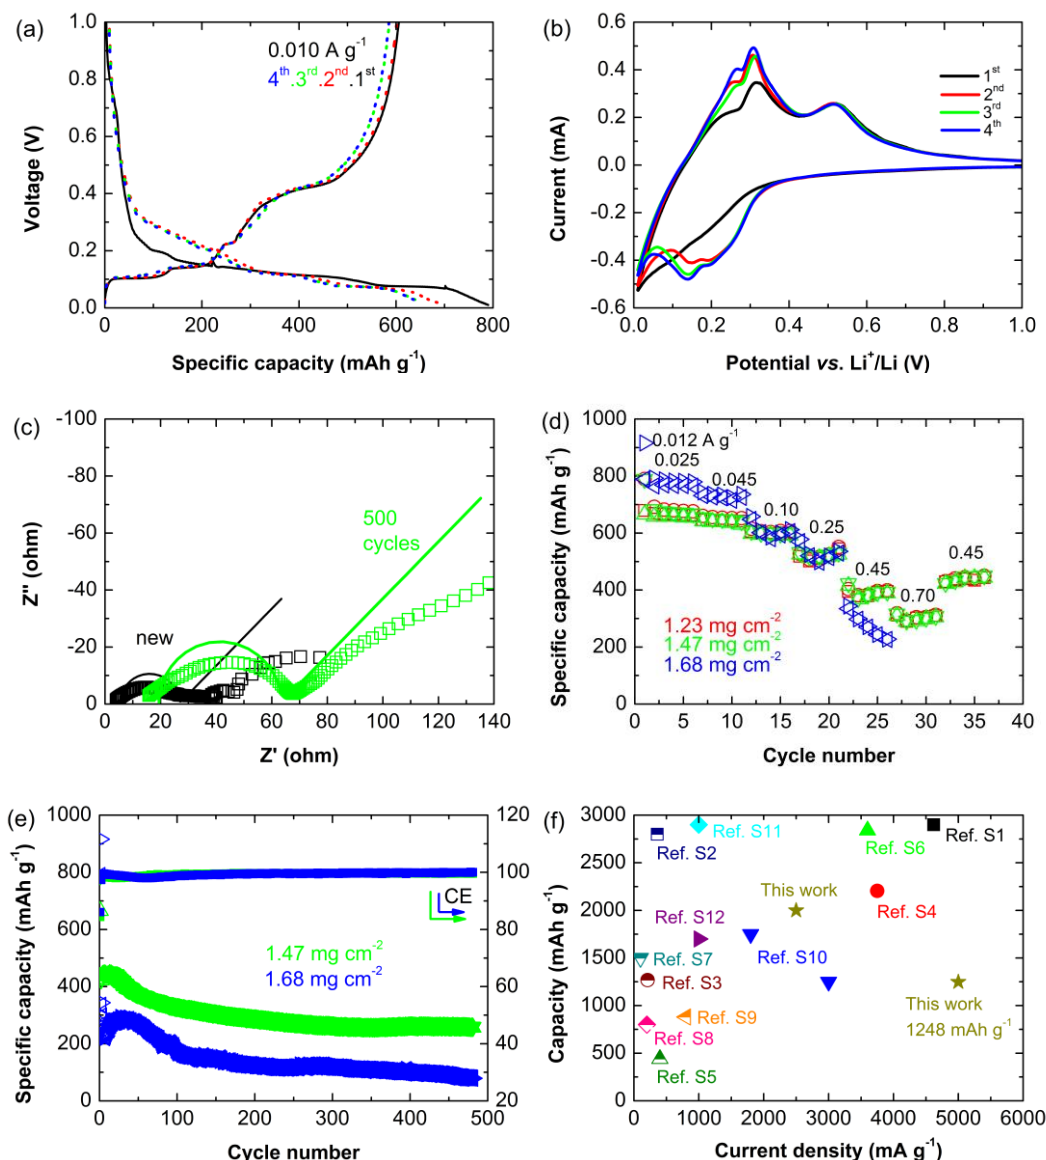 (a)
0.010 A g⁻¹
4ᵗʰ.3ʳᵈ.2ⁿᵈ.1ˢᵗ
1.0
0.8
0.6
0.4
0.2
0.0
Voltage (V)
0 200 400 600 800
Specific capacity (mAh g⁻¹)
(b)
1ˢᵗ
2ⁿᵈ
3ʳᵈ
4ᵗʰ
0.6
0.4
0.2
0.0
-0.2
-0.4
-0.6
Current (mA)
0.0 0.2 0.4 0.6 0.8 1.0
Potential vs. Li⁺/Li (V)
(c)
500
cycles
new
-100
-80
-60
-40
-20
0
Z'' (ohm)
0 20 40 60 80 100 120 140
Z' (ohm)
(d)
0.012 A g⁻¹
0.025
0.045
0.10
0.25
0.45
0.70
0.45
1.23 mg cm⁻²
1.47 mg cm⁻²
1.68 mg cm⁻²
1000
800
600
400
200
0
Specific capacity (mAh g⁻¹)
0 5 10 15 20 25 30 35 40
Cycle number
(e)
CE
1.47 mg cm⁻²
1.68 mg cm⁻²
1000
800
600
400
200
0
Specific capacity (mAh g⁻¹)
120
100
80
60
40
20
0 100 200 300 400 500
Cycle number
(f)
Ref. S11
Ref. S2
Ref. S6
Ref. S1
This work
Ref. S4
Ref. S12
Ref. S10
Ref. S7
Ref. S3
This work
1248 mAh g⁻¹
Ref. S9
Ref. S8
Ref. S5
3000
2500
2000
1500
1000
500
0
Capacity (mAh g⁻¹)
0 1000 2000 3000 4000 5000 6000
Current density (mA g⁻¹)